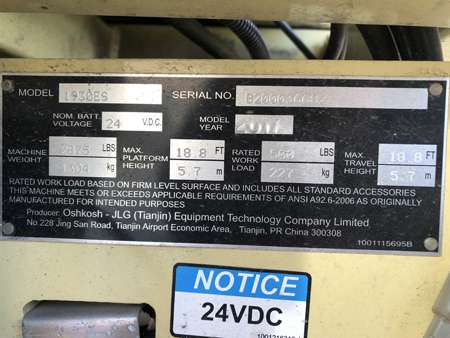 MODEL 1930ES SERIAL NO.
NOM. BATT. VOLTAGE 24 V.D.C. MODEL YEAR
MACHINE WEIGHT LBS kg MAX. PLATFORM HEIGHT 18.8 FT 5.7 m RATED WORK LOAD 500 LBS 227 kg MAX. TRAVEL HEIGHT 18.8 FT 5.7 m
RATED WORK LOAD BASED ON FIRM LEVEL SURFACE AND INCLUDES ALL STANDARD ACCESSORIES
THIS MACHINE MEETS OR EXCEEDS APPLICABLE REQUIREMENTS OF ANSI A92.6-2006 AS ORIGINALLY
MANUFACTURED FOR INTENDED PURPOSES
Producer: Oshkosh - JLG (Tianjin) Equipment Technology Company Limited
No 228 Jing San Road, Tianjin Airport Economic Area, Tianjin, PR China 300308
1001115695B
NOTICE
24VDC